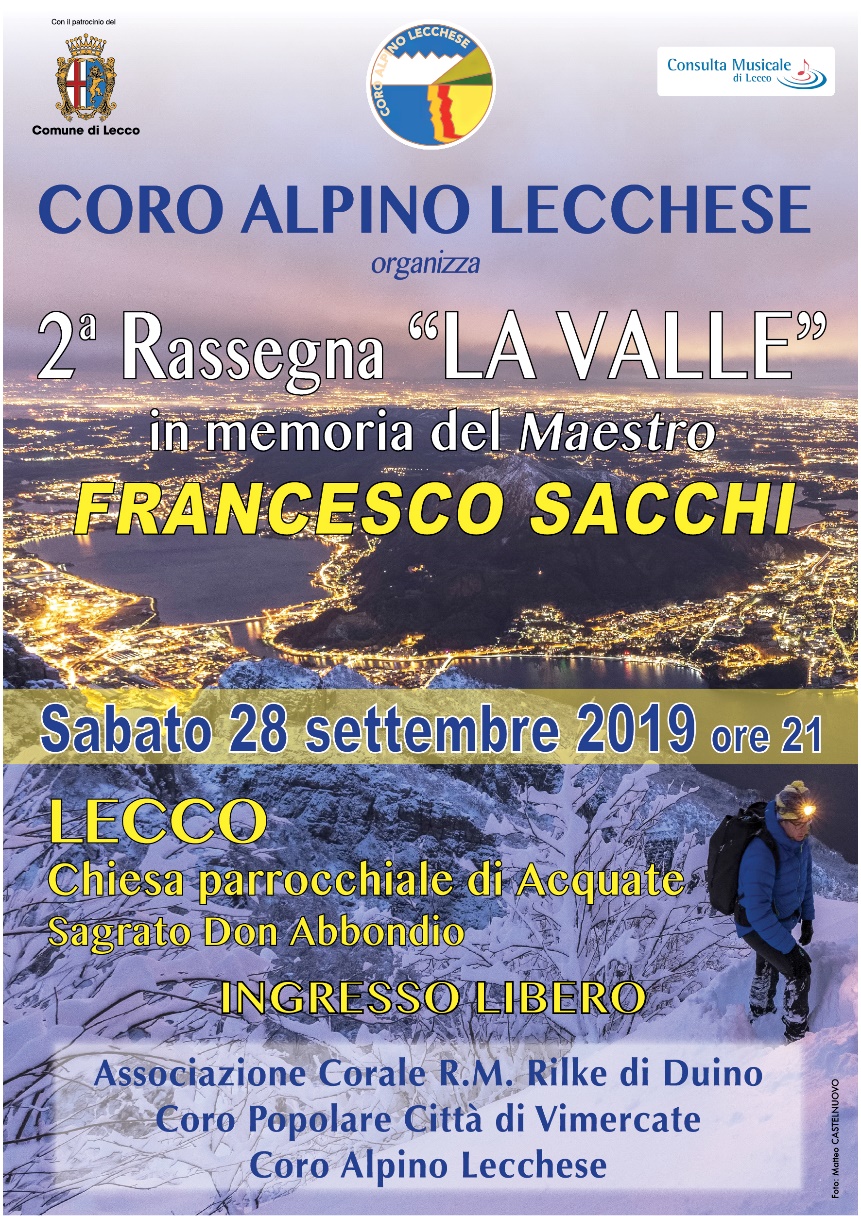 Con il patrocinio del
Comune di Lecco
CORO ALPINO LECCHESE
Consulta Musicale
di Lecco
CORO ALPINO LECCHESE
organizza
2ª Rassegna “LA VALLE”
in memoria del Maestro
FRANCESCO SACCHI
Sabato 28 settembre 2019 ore 21
LECCO
Chiesa parrocchiale di Acquate
Sagrato Don Abbondio
INGRESSO LIBERO
Associazione Corale R.M. Rilke di Duino
Coro Popolare Città di Vimercate
Coro Alpino Lecchese
Foto: Matteo CASTELNUOVO